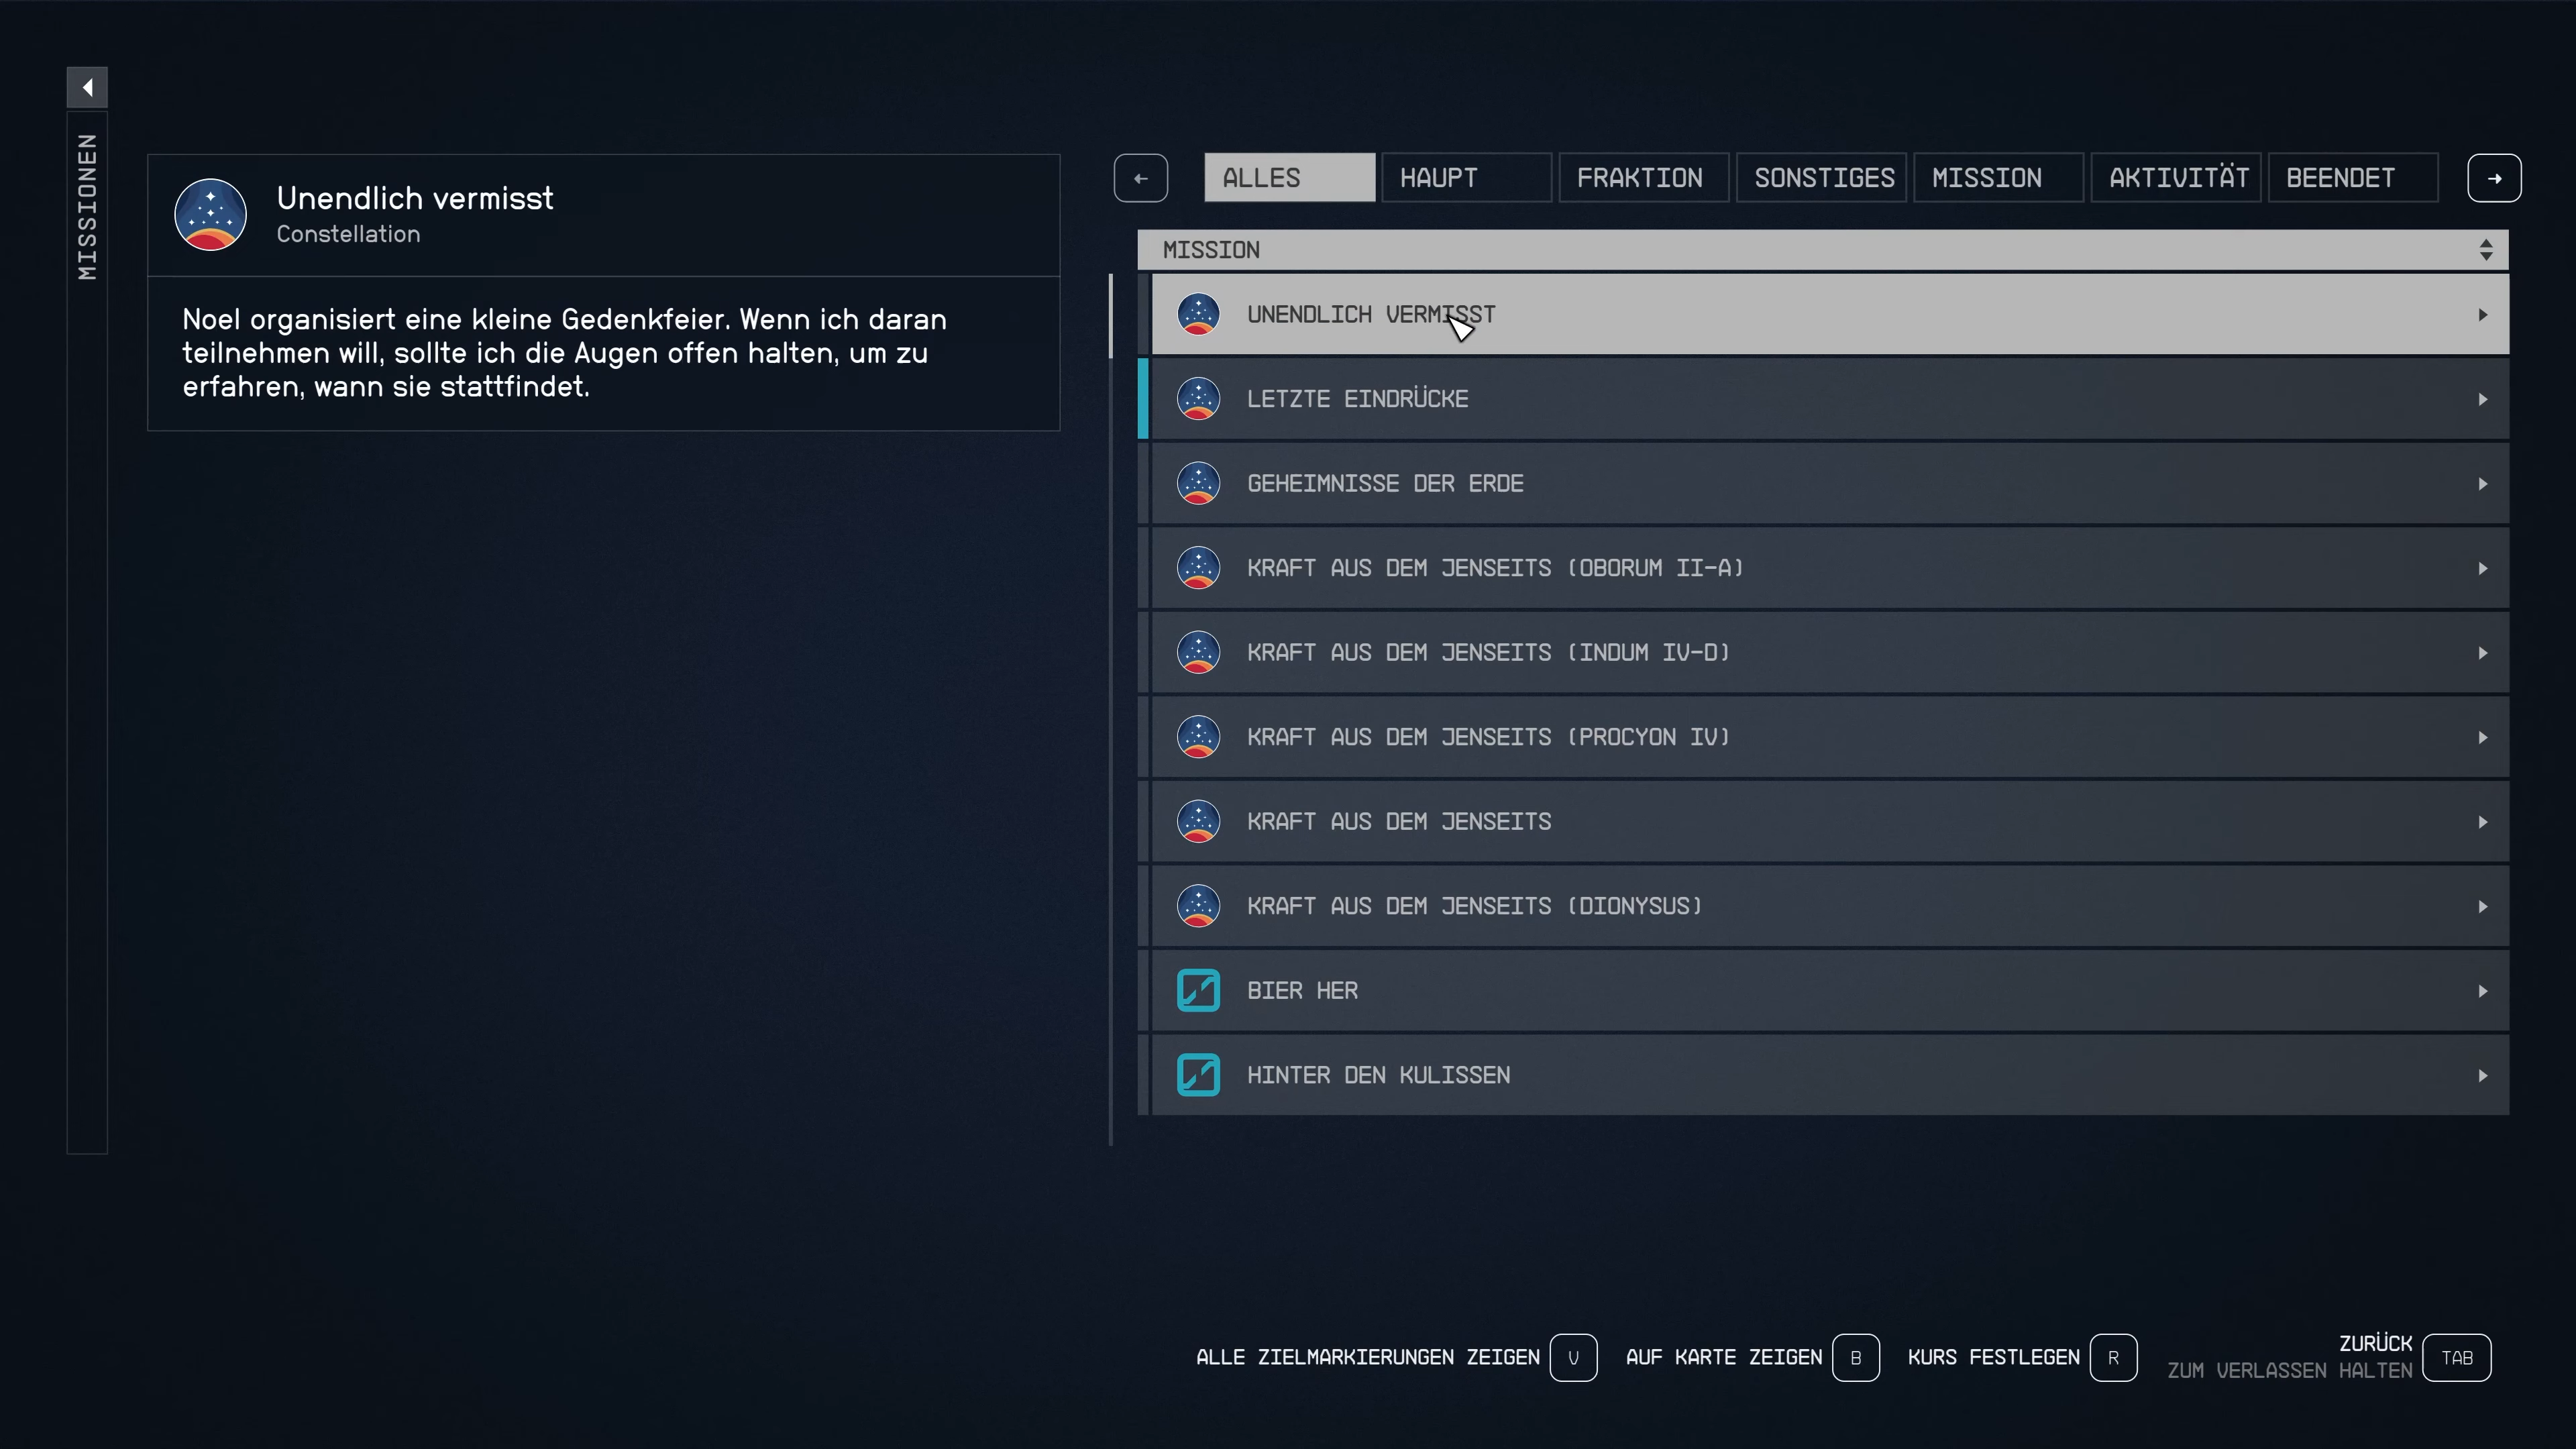 MISSIONEN
Unendlich vermisst
Constellation
Noel organisiert eine kleine Gedenkfeier. Wenn ich daran
teilnehmen will, sollte ich die Augen offen halten, um zu
erfahren, wann sie stattfindet.
ALLES HAUPT FRAKTION SONSTIGES MISSION AKTIVITÄT BEENDET
MISSION
UNENDLICH VERMISST
LETZTE EINDRÜCKE
GEHEIMNISSE DER ERDE
KRAFT AUS DEM JENSEITS (OBORUM II-A)
KRAFT AUS DEM JENSEITS (INDUM IV-D)
KRAFT AUS DEM JENSEITS (PROCYON IV)
KRAFT AUS DEM JENSEITS
KRAFT AUS DEM JENSEITS (DIONYSUS)
BIER HER
HINTER DEN KULISSEN
ALLE ZIELMARKIERUNGEN ZEIGEN V AUF KARTE ZEIGEN B KURS FESTLEGEN R ZURÜCK TAB
ZUM VERLASSEN HALTEN